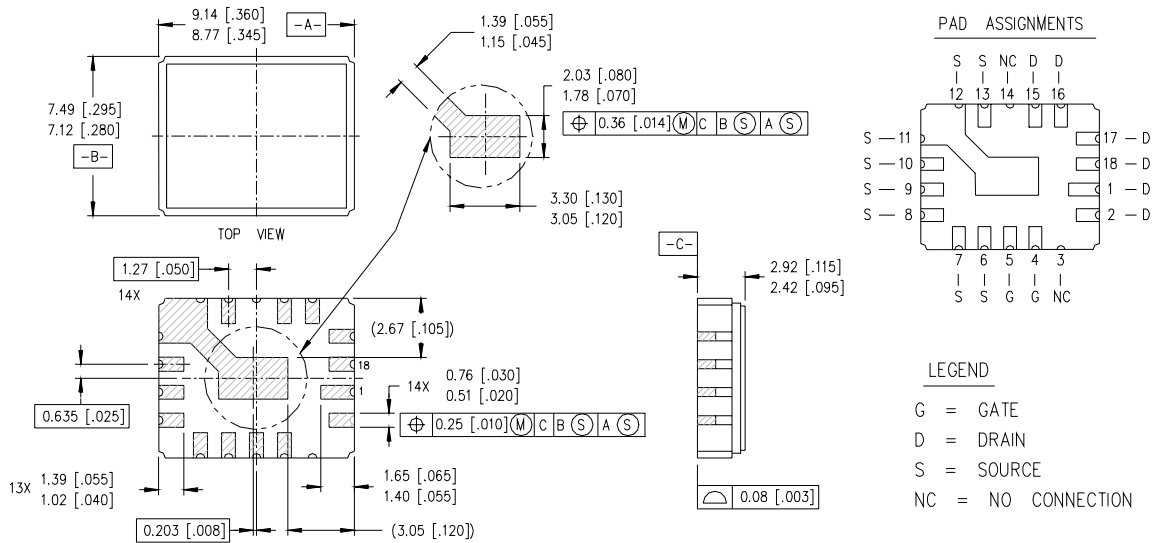 9.14 [.360]
8.77 [.345]
-A-
7.49 [.295]
7.12 [.280]
-B-
TOP VIEW
1.39 [.055]
1.15 [.045]
2.03 [.080]
1.78 [.070]
⌖ 0.36 [.014] Ⓜ C B Ⓢ A Ⓢ
3.30 [.130]
3.05 [.120]
1.27 [.050]
14X
(2.67 [.105])
18
1
0.635 [.025]
14X 0.76 [.030]
0.51 [.020]
⌖ 0.25 [.010] Ⓜ C B Ⓢ A Ⓢ
13X 1.39 [.055]
1.02 [.040]
1.65 [.065]
1.40 [.055]
0.203 [.008]
(3.05 [.120])
-C-
2.92 [.115]
2.42 [.095]
⌓ 0.08 [.003]
PAD ASSIGNMENTS
S S NC D D
12 13 14 15 16
S — 11
S — 10
S — 9
S — 8
17 — D
18 — D
1 — D
2 — D
7 6 5 4 3
S S G G NC
LEGEND
G = GATE
D = DRAIN
S = SOURCE
NC = NO CONNECTION